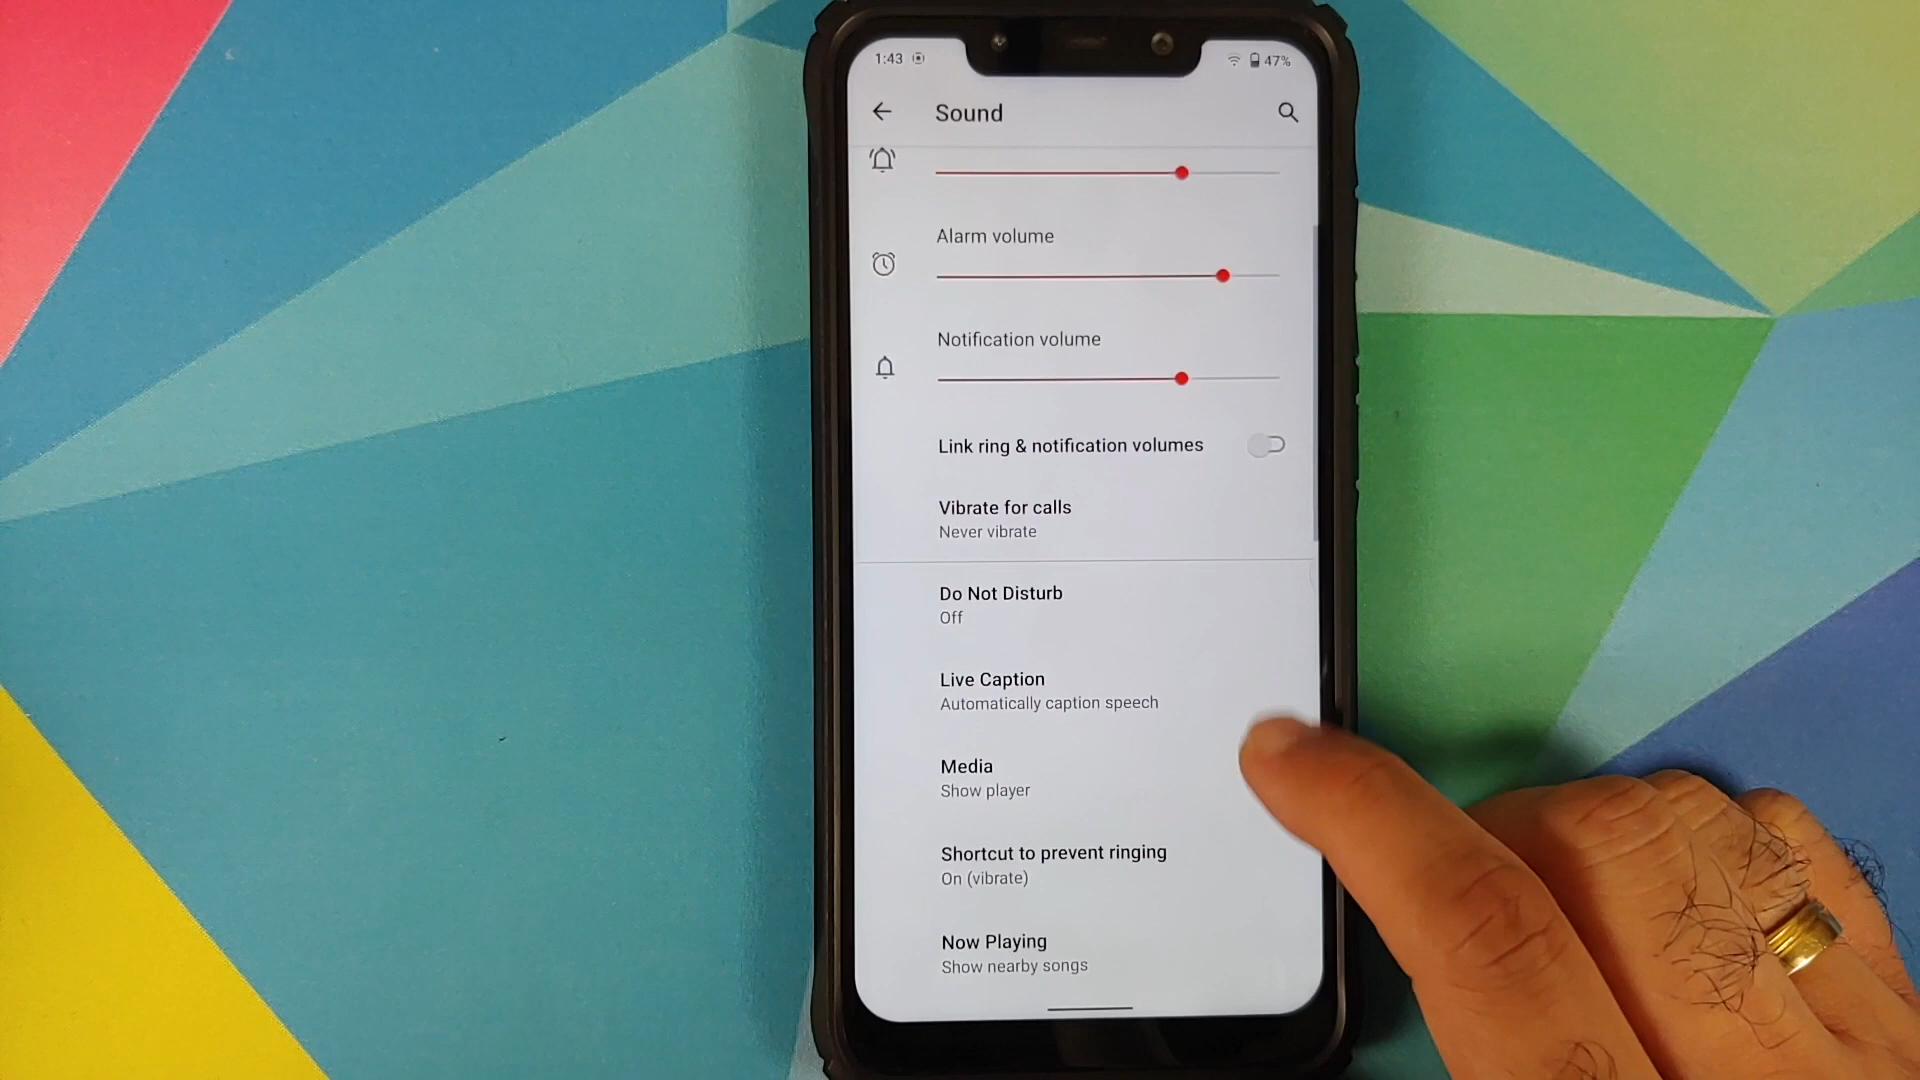 1:43
47%
Sound
Alarm volume
Notification volume
Link ring & notification volumes
Vibrate for calls
Never vibrate
Do Not Disturb
Off
Live Caption
Automatically caption speech
Media
Show player
Shortcut to prevent ringing
On (vibrate)
Now Playing
Show nearby songs